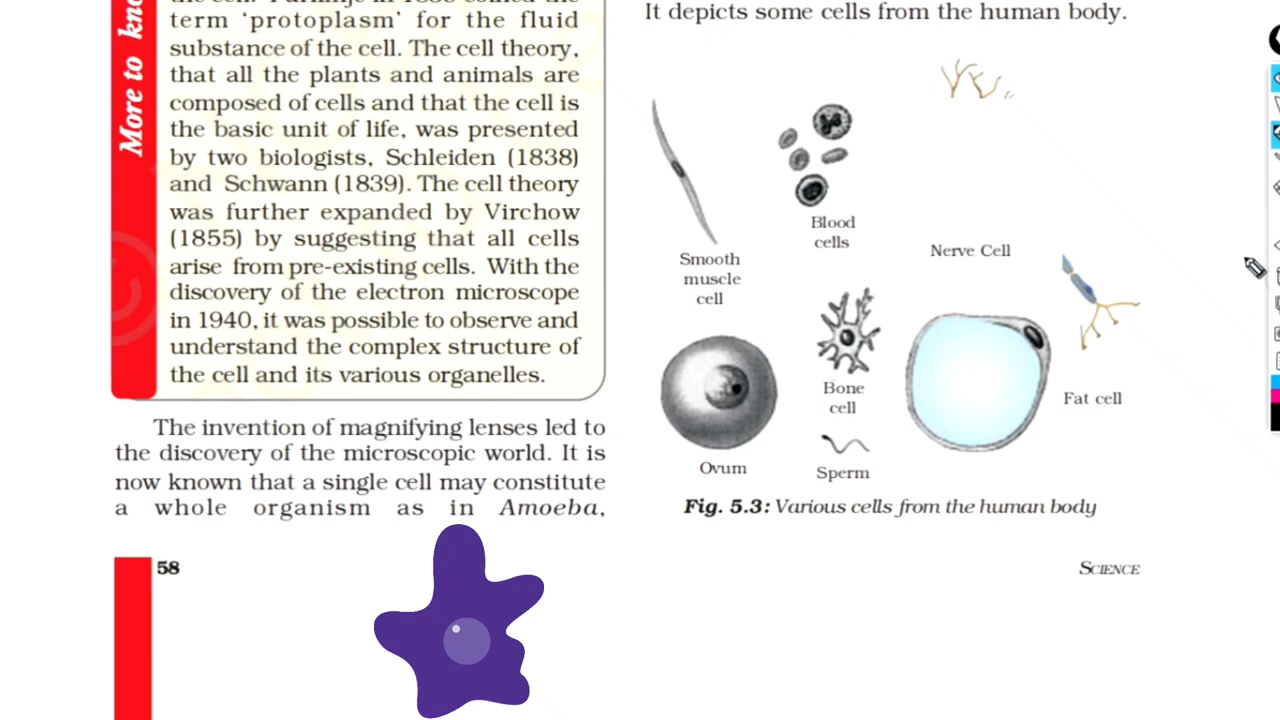 More to
term ‘protoplasm’ for the fluid
substance of the cell. The cell theory,
that all the plants and animals are
composed of cells and that the cell is
the basic unit of life, was presented
by two biologists, Schleiden (1838)
and Schwann (1839). The cell theory
was further expanded by Virchow
(1855) by suggesting that all cells
arise from pre-existing cells. With the
discovery of the electron microscope
in 1940, it was possible to observe and
understand the complex structure of
the cell and its various organelles.
The invention of magnifying lenses led to
the discovery of the microscopic world. It is
now known that a single cell may constitute
a whole organism as in Amoeba,
58
It depicts some cells from the human body.
Smooth
muscle
cell
Blood
cells
Nerve Cell
Ovum
Bone
cell
Sperm
Fat cell
Fig. 5.3: Various cells from the human body
SCIENCE